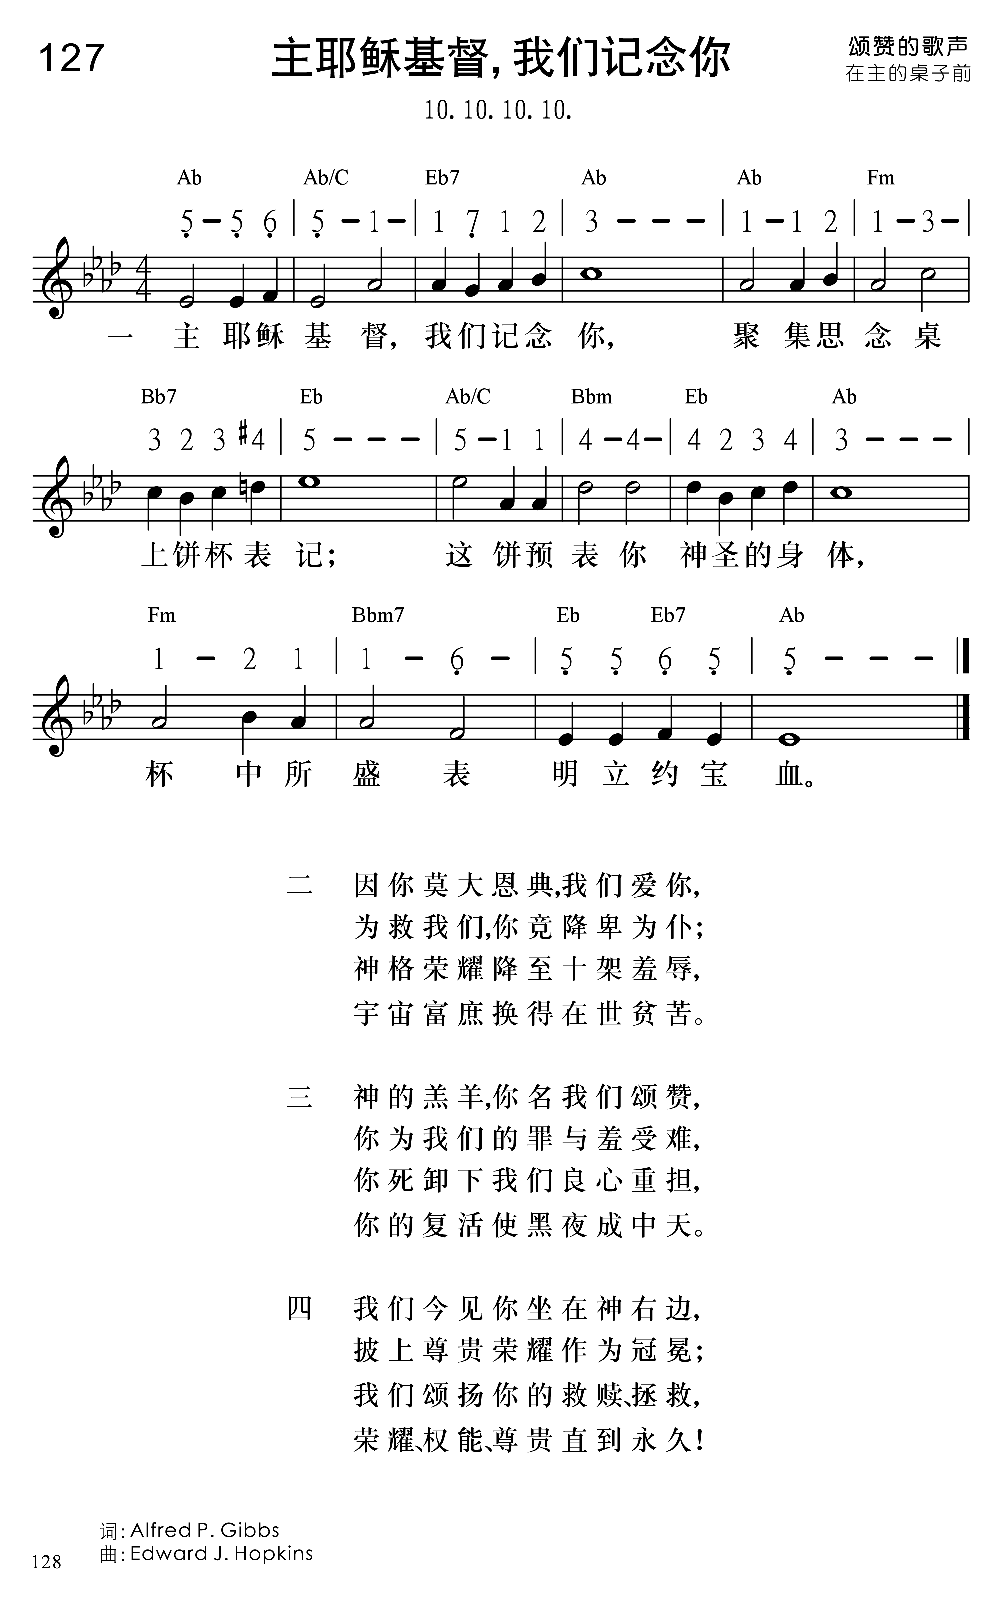 127
主耶稣基督,我们记念你
颂赞的歌声
在主的桌子前
10. 10. 10. 10.
Ab Ab/C Eb7 Ab Ab Fm
5 – 5 6 | 5 – 1 – | 1 7 1 2 | 3 – – – | 1 – 1 2 | 1 – 3 – |
4
4
一 主 耶稣 基 督, 我们记念 你, 聚 集思 念 桌
Bb7 Eb Ab/C Bbm Eb Ab
3 2 3 #4 | 5 – – – | 5 – 1 1 | 4 – 4 – | 4 2 3 4 | 3 – – – |
上饼杯表 记; 这 饼预 表 你 神圣的身 体,
Fm Bbm7 Eb Eb7 Ab
1 – 2 1 | 1 – 6 – | 5 5 6 5 | 5 – – – ‖
杯 中 所 盛 表 明 立 约 宝 血。
二 因你莫大恩典,我们爱你,
为救我们,你竟降卑为仆;
神格荣耀降至十架羞辱,
宇宙富庶换得在世贫苦。
三 神的羔羊,你名我们颂赞,
你为我们的罪与羞受难,
你死卸下我们良心重担,
你的复活使黑夜成中天。
四 我们今见你坐在神右边,
披上尊贵荣耀作为冠冕;
我们颂扬你的救赎、拯救,
荣耀、权能、尊贵直到永久!
词: Alfred P. Gibbs
曲: Edward J. Hopkins
128